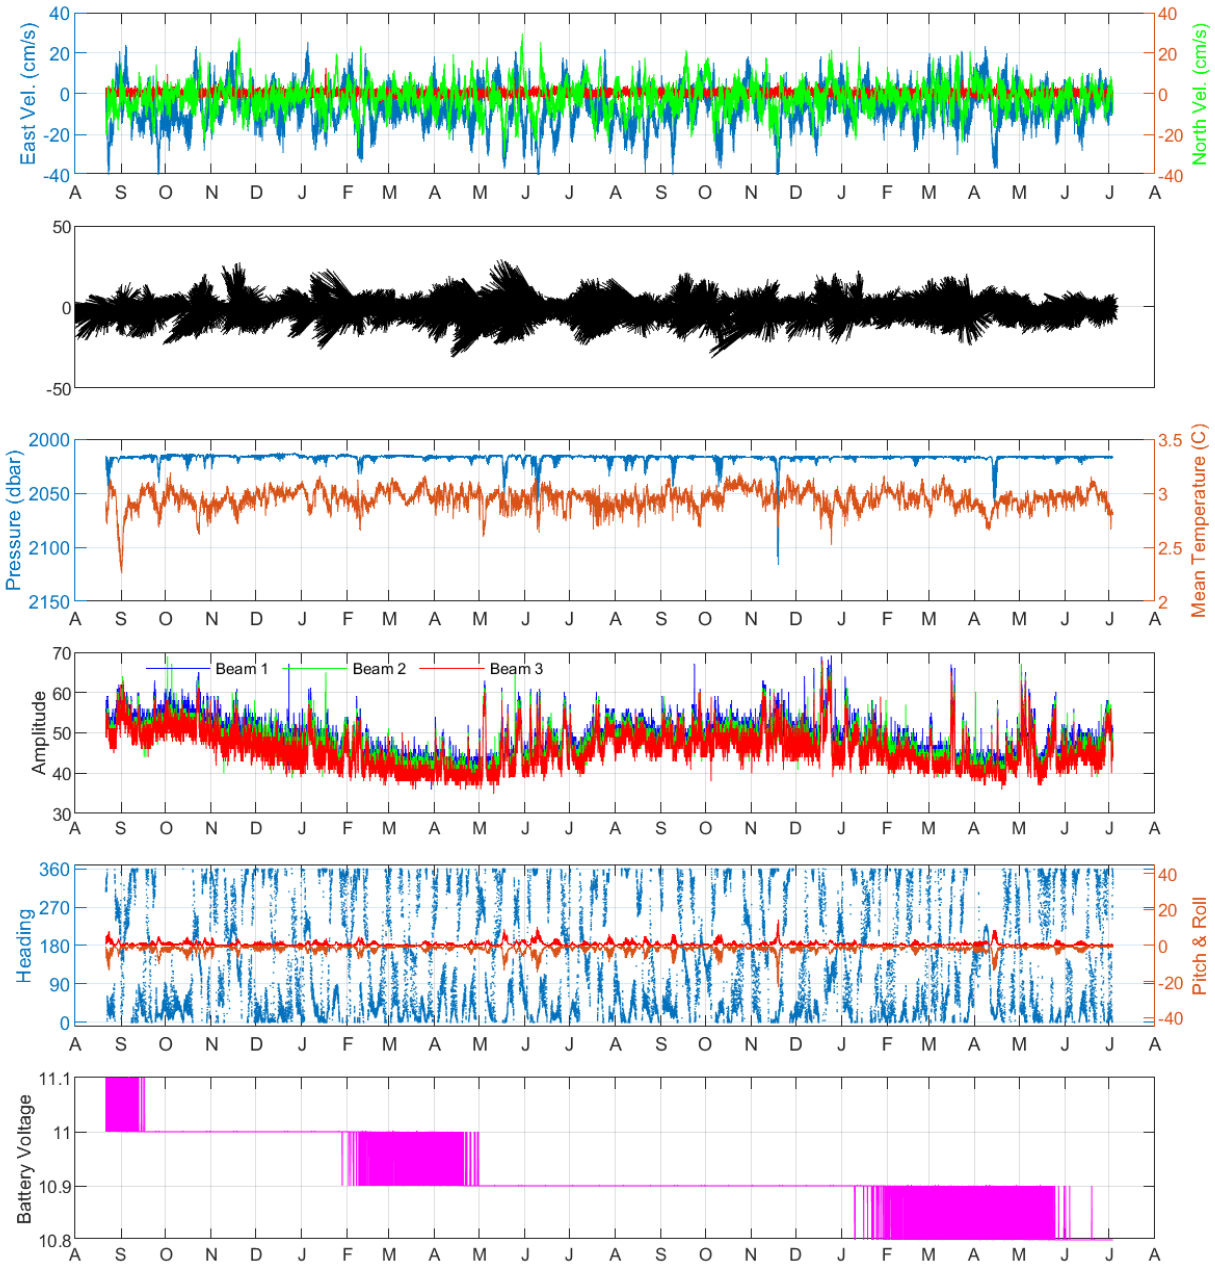 40 40
20 20
0 0
-20 -20
-40 -40
East Vel. (cm/s)
North Vel. (cm/s)
A S O N D J F M A M J J A S O N D J F M A M J J A
50
0
-50
2000 3.5
2050 3
2100 2.5
2150 2
Pressure (dbar)
Mean Temperature (C)
A S O N D J F M A M J J A S O N D J F M A M J J A
70
60
50
40
30
Amplitude
Beam 1 Beam 2 Beam 3
A S O N D J F M A M J J A S O N D J F M A M J J A
360 40
270 20
180 0
90 -20
0 -40
Heading
Pitch & Roll
A S O N D J F M A M J J A S O N D J F M A M J J A
11.1
11
10.9
10.8
Battery Voltage
A S O N D J F M A M J J A S O N D J F M A M J J A